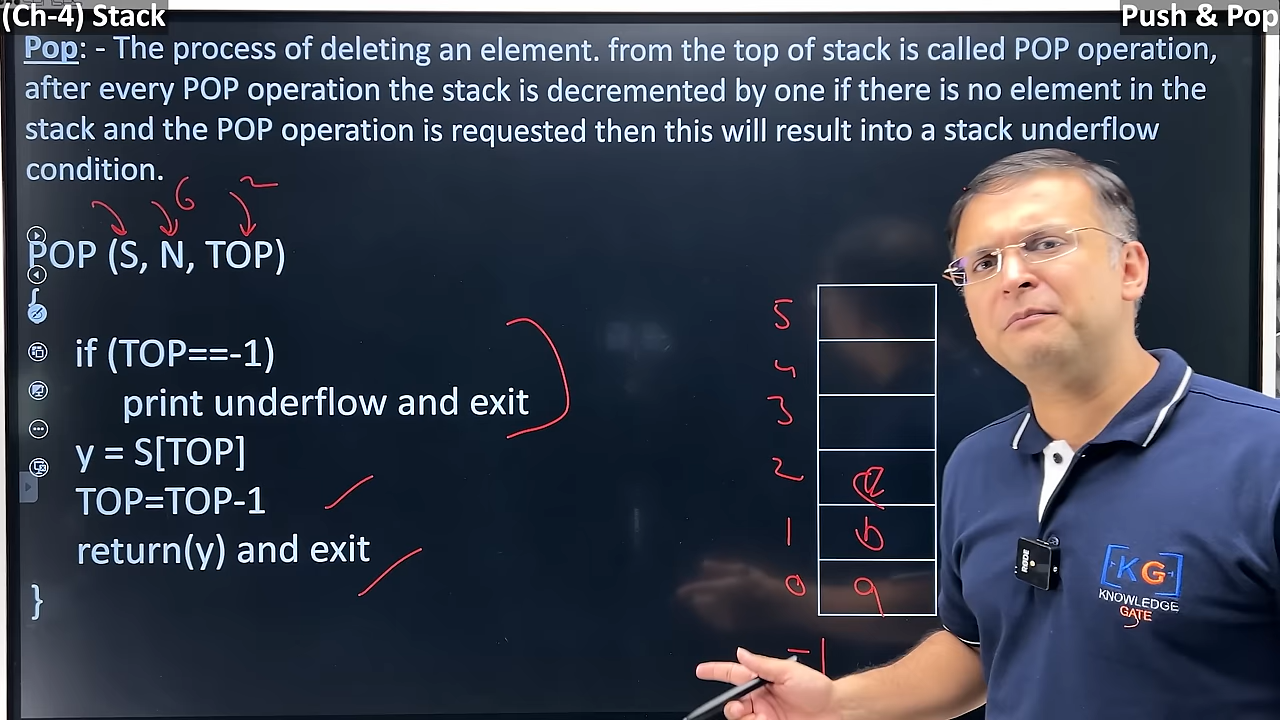 (Ch-4) Stack
Push & Pop
Pop: - The process of deleting an element. from the top of stack is called POP operation,
after every POP operation the stack is decremented by one if there is no element in the
stack and the POP operation is requested then this will result into a stack underflow
condition.
6 2
POP (S, N, TOP)
{
if (TOP==-1)
print underflow and exit
y = S[TOP]
TOP=TOP-1
return(y) and exit
}
5
4
3
2
1 b
0 a
-1
RODE
KG
KNOWLEDGE
GATE